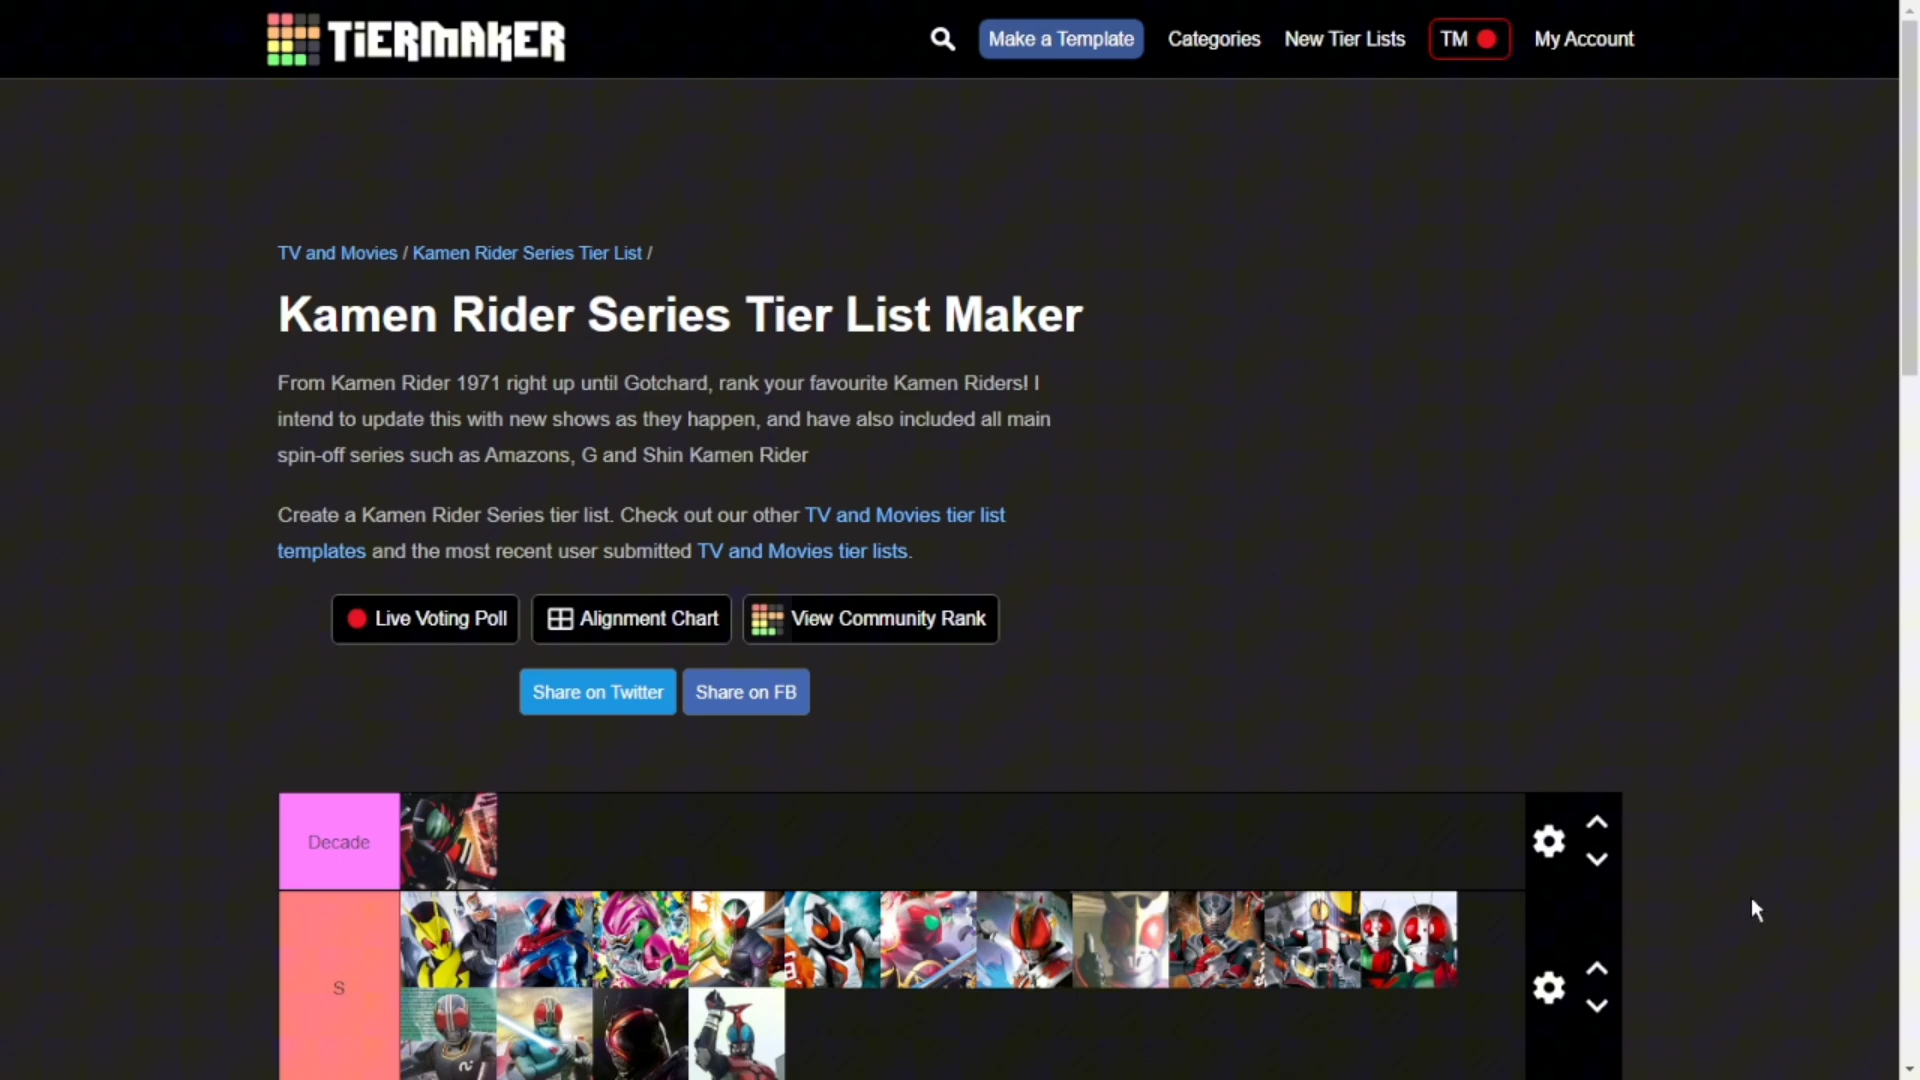 TiERMAKER
Make a Template
Categories
New Tier Lists
TM
My Account
TV and Movies / Kamen Rider Series Tier List /
Kamen Rider Series Tier List Maker
From Kamen Rider 1971 right up until Gotchard, rank your favourite Kamen Riders! I
intend to update this with new shows as they happen, and have also included all main
spin-off series such as Amazons, G and Shin Kamen Rider
Create a Kamen Rider Series tier list. Check out our other TV and Movies tier list
templates and the most recent user submitted TV and Movies tier lists.
Live Voting Poll
Alignment Chart
View Community Rank
Share on Twitter
Share on FB
Decade
S